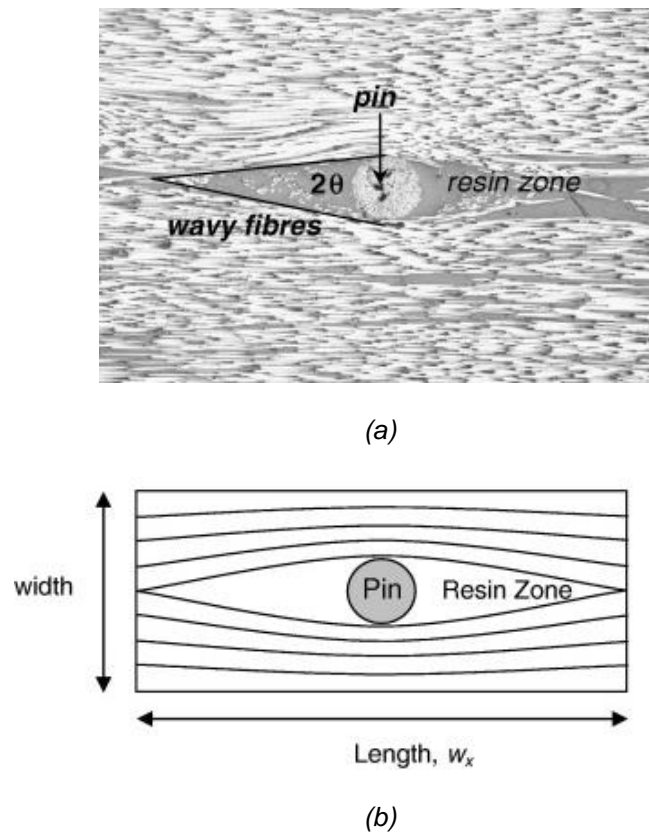 pin
2θ
resin zone
wavy fibres
(a)
width
Pin
Resin Zone
Length, wₓ
(b)